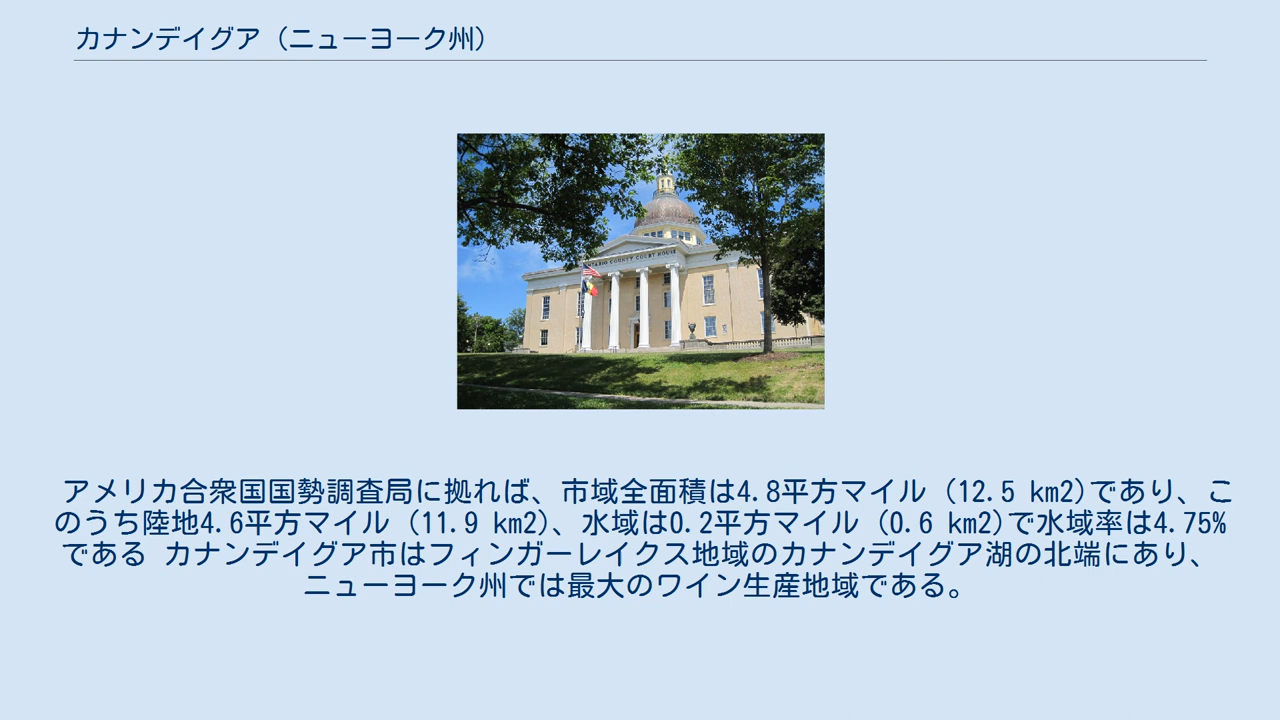 カナンデイグア（ニューヨーク州）
ONTARIO COUNTY COURT HOUSE
アメリカ合衆国国勢調査局に拠れば、市域全面積は4.8平方マイル (12.5 km2)であり、こ
のうち陸地4.6平方マイル (11.9 km2)、水域は0.2平方マイル (0.6 km2)で水域率は4.75%
である カナンデイグア市はフィンガーレイクス地域のカナンデイグア湖の北端にあり、
ニューヨーク州では最大のワイン生産地域である。